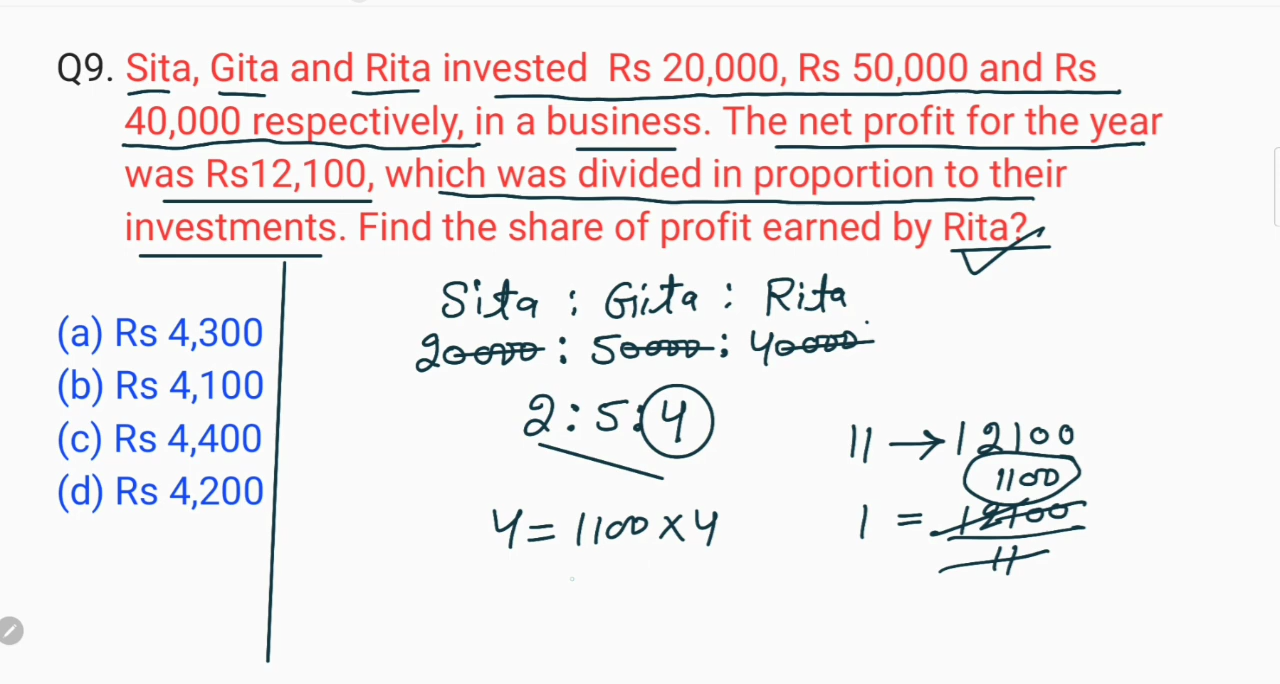 Q9. Sita, Gita and Rita invested Rs 20,000, Rs 50,000 and Rs
40,000 respectively, in a business. The net profit for the year
was Rs12,100, which was divided in proportion to their
investments. Find the share of profit earned by Rita?
(a) Rs 4,300
(b) Rs 4,100
(c) Rs 4,400
(d) Rs 4,200
Sita : Gita : Rita
20000 : 50000 : 40000
2 : 5 : 4
4 = 1100 × 4
11 → 12100
1100
1 = 12100
11